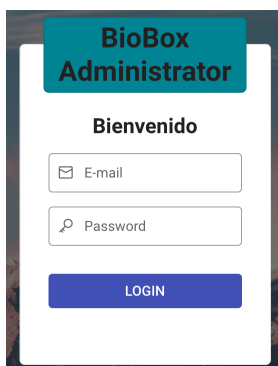 BioBox
Administrator
Bienvenido
E-mail
Password
LOGIN